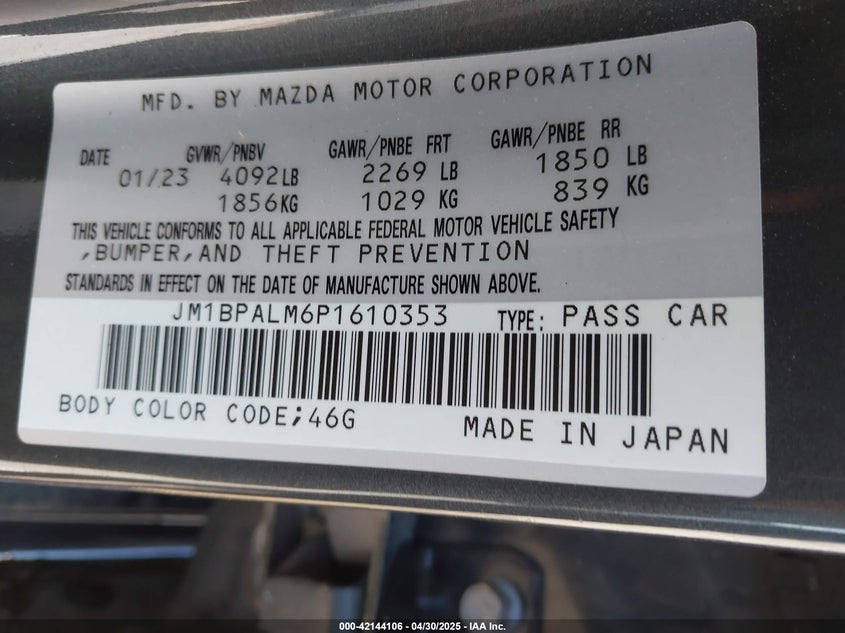 MFD. BY MAZDA MOTOR CORPORATION
DATE GVWR/PNBV GAWR/PNBE FRT GAWR/PNBE RR
01/23 4092LB 2269 LB 1850 LB
1856KG 1029 KG 839 KG
THIS VEHICLE CONFORMS TO ALL APPLICABLE FEDERAL MOTOR VEHICLE SAFETY
,BUMPER,AND THEFT PREVENTION
STANDARDS IN EFFECT ON THE DATE OF MANUFACTURE SHOWN ABOVE.
JM1BPALM6P1610353 TYPE: PASS CAR
BODY COLOR CODE;46G MADE IN JAPAN
000-42144106 - 04/30/2025 - IAA Inc.